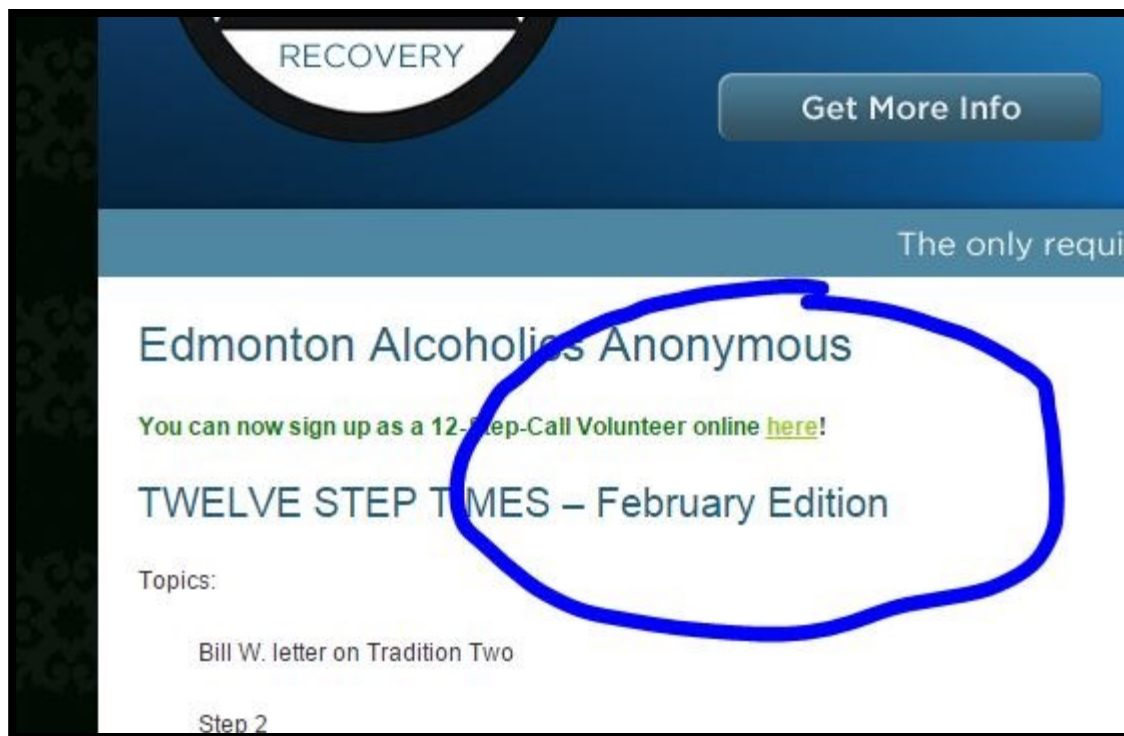 RECOVERY
Get More Info
The only requi
Edmonton Alcoholics Anonymous
You can now sign up as a 12-Step-Call Volunteer online here!
TWELVE STEP TIMES – February Edition
Topics:
Bill W. letter on Tradition Two
Step 2